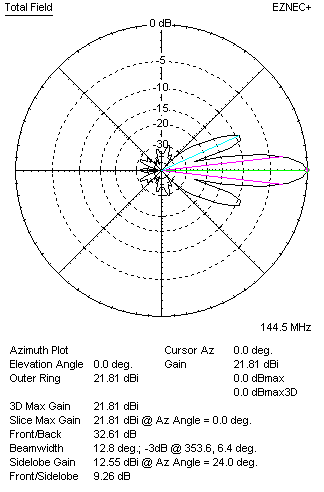 Total Field
EZNEC+
0 dB
-5
-10
-15
-20
-30
144.5 MHz
Azimuth Plot
Cursor Az 0.0 deg.
Elevation Angle 0.0 deg.
Gain 21.81 dBi
Outer Ring 21.81 dBi
0.0 dBmax
0.0 dBmax3D
3D Max Gain 21.81 dBi
Slice Max Gain 21.81 dBi @ Az Angle = 0.0 deg.
Front/Back 32.61 dB
Beamwidth 12.8 deg.; -3dB @ 353.6, 6.4 deg.
Sidelobe Gain 12.55 dBi @ Az Angle = 24.0 deg.
Front/Sidelobe 9.26 dB